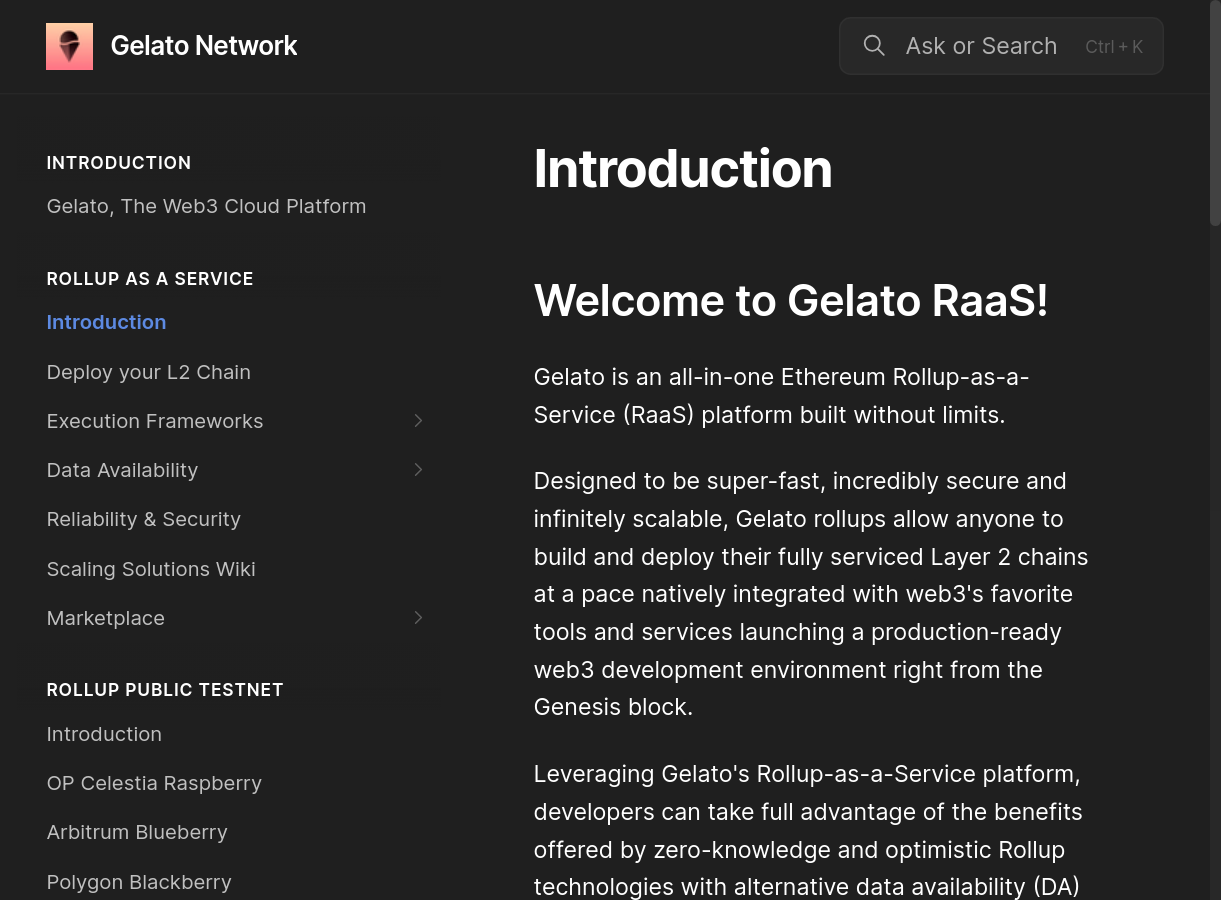 Gelato Network
Ask or Search Ctrl + K
INTRODUCTION
Gelato, The Web3 Cloud Platform
ROLLUP AS A SERVICE
Introduction
Deploy your L2 Chain
Execution Frameworks
Data Availability
Reliability & Security
Scaling Solutions Wiki
Marketplace
ROLLUP PUBLIC TESTNET
Introduction
OP Celestia Raspberry
Arbitrum Blueberry
Polygon Blackberry
Introduction
Welcome to Gelato RaaS!
Gelato is an all-in-one Ethereum Rollup-as-a-
Service (RaaS) platform built without limits.
Designed to be super-fast, incredibly secure and
infinitely scalable, Gelato rollups allow anyone to
build and deploy their fully serviced Layer 2 chains
at a pace natively integrated with web3's favorite
tools and services launching a production-ready
web3 development environment right from the
Genesis block.
Leveraging Gelato's Rollup-as-a-Service platform,
developers can take full advantage of the benefits
offered by zero-knowledge and optimistic Rollup
technologies with alternative data availability (DA)